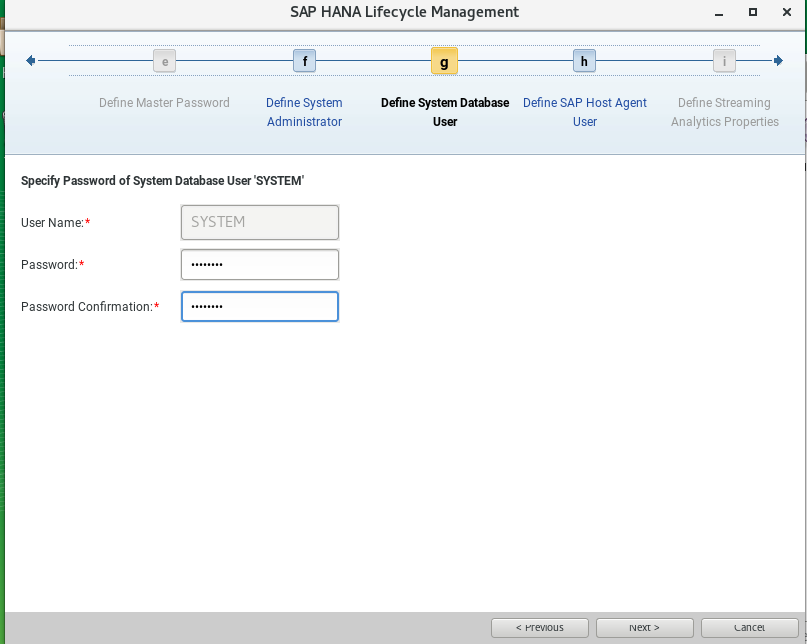 SAP HANA Lifecycle Management
e
f
g
h
i
Define Master Password
Define System
Administrator
Define System Database
User
Define SAP Host Agent
User
Define Streaming
Analytics Properties
Specify Password of System Database User 'SYSTEM'
User Name:*
SYSTEM
Password:*
••••••••
Password Confirmation:*
••••••••
< Previous
Next >
Cancel